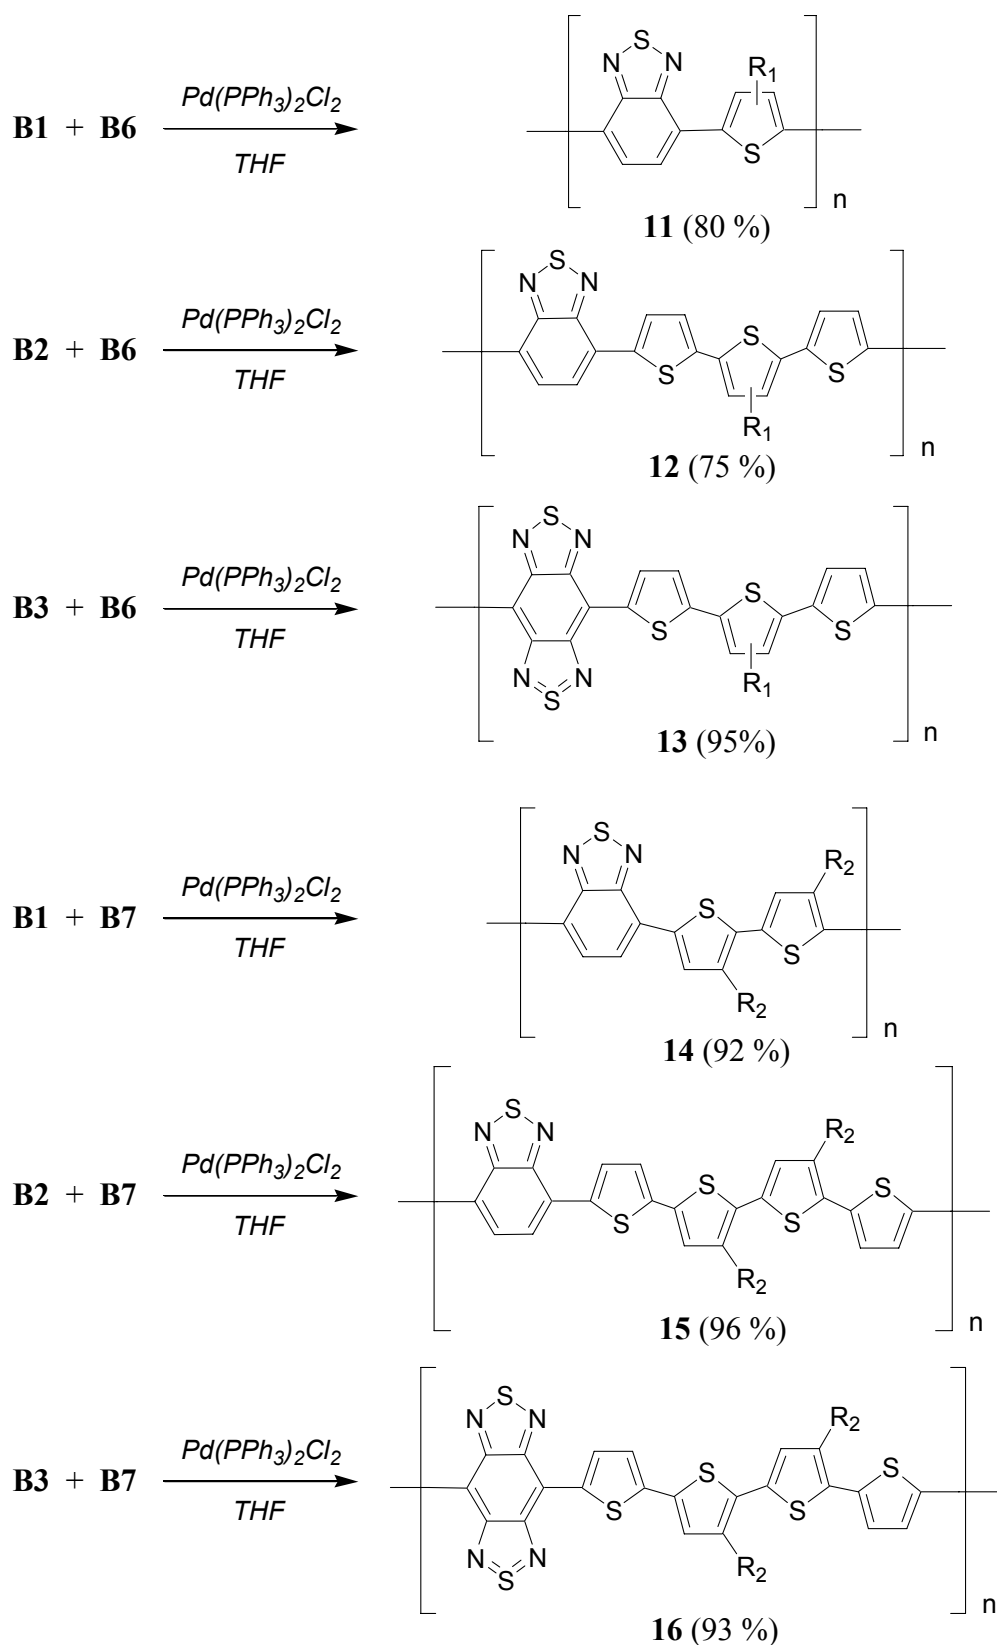 B1 + B6 Pd(PPh3)2Cl2 THF
S
N N
R1
S
n
11 (80 %)
B2 + B6 Pd(PPh3)2Cl2 THF
S
N N
S
S S
R1
n
12 (75 %)
B3 + B6 Pd(PPh3)2Cl2 THF
S
N N
S
S S
N N
S
R1
n
13 (95%)
B1 + B7 Pd(PPh3)2Cl2 THF
S
N N
R2
S
S
R2
n
14 (92 %)
B2 + B7 Pd(PPh3)2Cl2 THF
S
N N
R2
S S
S S
R2
n
15 (96 %)
B3 + B7 Pd(PPh3)2Cl2 THF
S
N N
R2
S S
S S
N N
S
R2
n
16 (93 %)